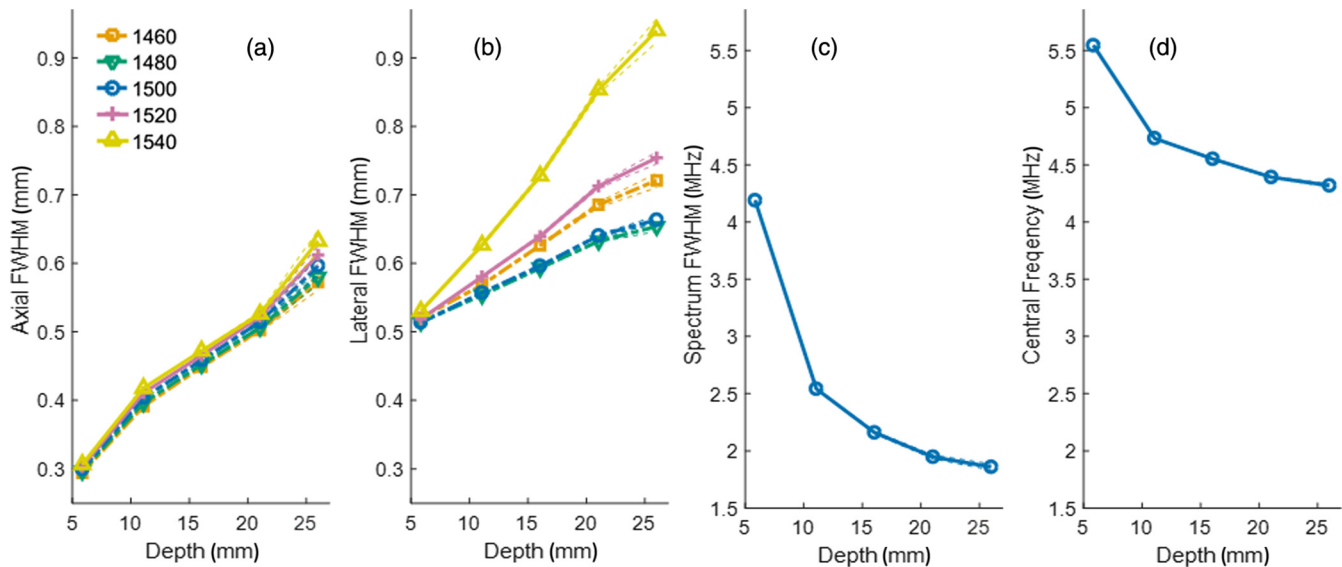 (a)
1460
1480
1500
1520
1540
Axial FWHM (mm)
0.9
0.8
0.7
0.6
0.5
0.4
0.3
5 10 15 20 25
Depth (mm)
(b)
Lateral FWHM (mm)
0.9
0.8
0.7
0.6
0.5
0.4
0.3
5 10 15 20 25
Depth (mm)
(c)
Spectrum FWHM (MHz)
5.5
5
4.5
4
3.5
3
2.5
2
1.5
5 10 15 20 25
Depth (mm)
(d)
Central Freqency (MHz)
5.5
5
4.5
4
3.5
3
2.5
2
1.5
5 10 15 20 25
Depth (mm)